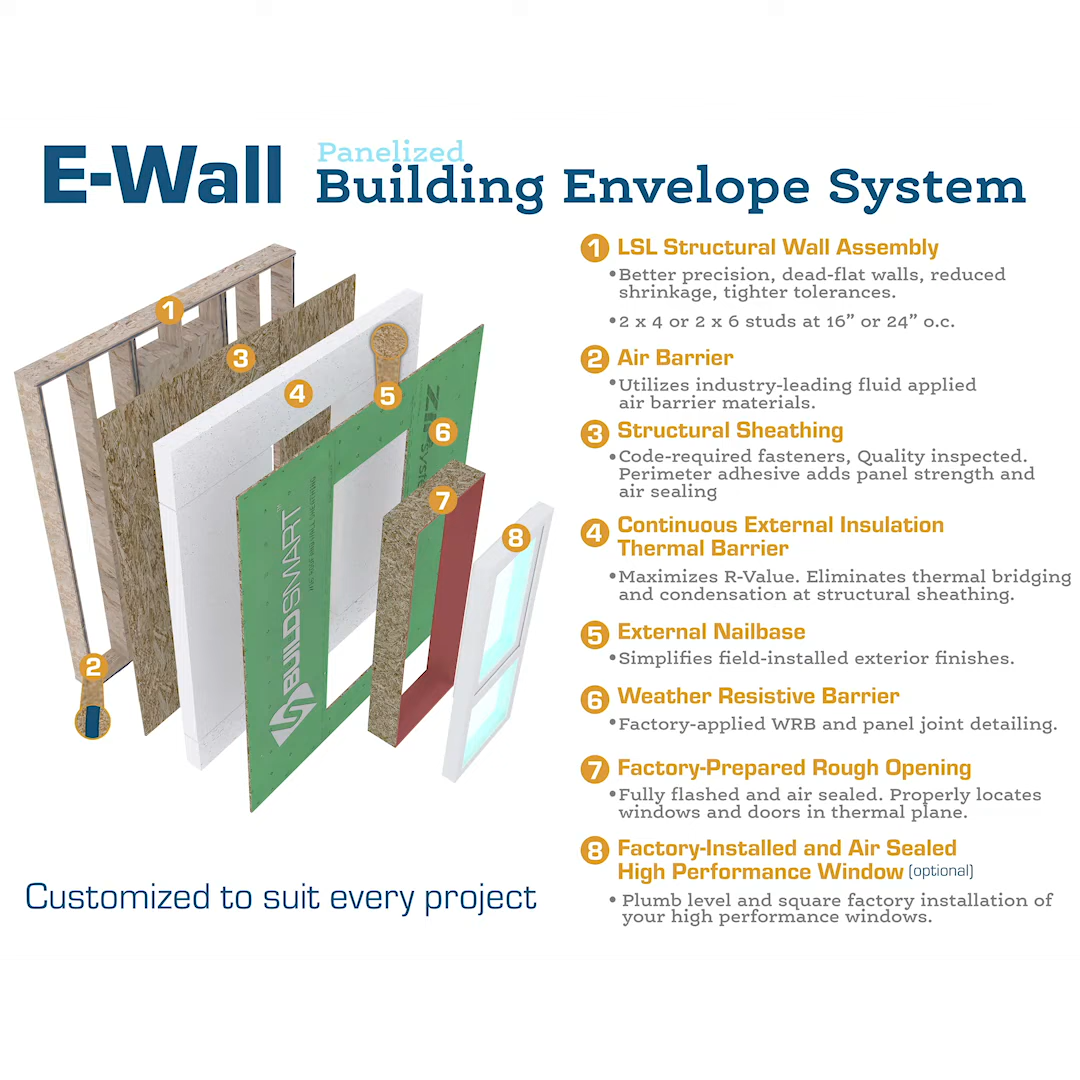 E-Wall
Panelized
Building Envelope System
1 LSL Structural Wall Assembly
•Better precision, dead-flat walls, reduced
shrinkage, tighter tolerances.
•2 x 4 or 2 x 6 studs at 16” or 24” o.c.
2 Air Barrier
•Utilizes industry-leading fluid applied
air barrier materials.
3 Structural Sheathing
•Code-required fasteners, Quality inspected.
Perimeter adhesive adds panel strength and
air sealing
4 Continuous External Insulation
Thermal Barrier
•Maximizes R-Value. Eliminates thermal bridging
and condensation at structural sheathing.
5 External Nailbase
•Simplifies field-installed exterior finishes.
6 Weather Resistive Barrier
•Factory-applied WRB and panel joint detailing.
7 Factory-Prepared Rough Opening
•Fully flashed and air sealed. Properly locates
windows and doors in thermal plane.
8 Factory-Installed and Air Sealed
High Performance Window (optional)
• Plumb level and square factory installation of
your high performance windows.
1
3
4
5
6
7
8
2
BUILDSMART
Customized to suit every project